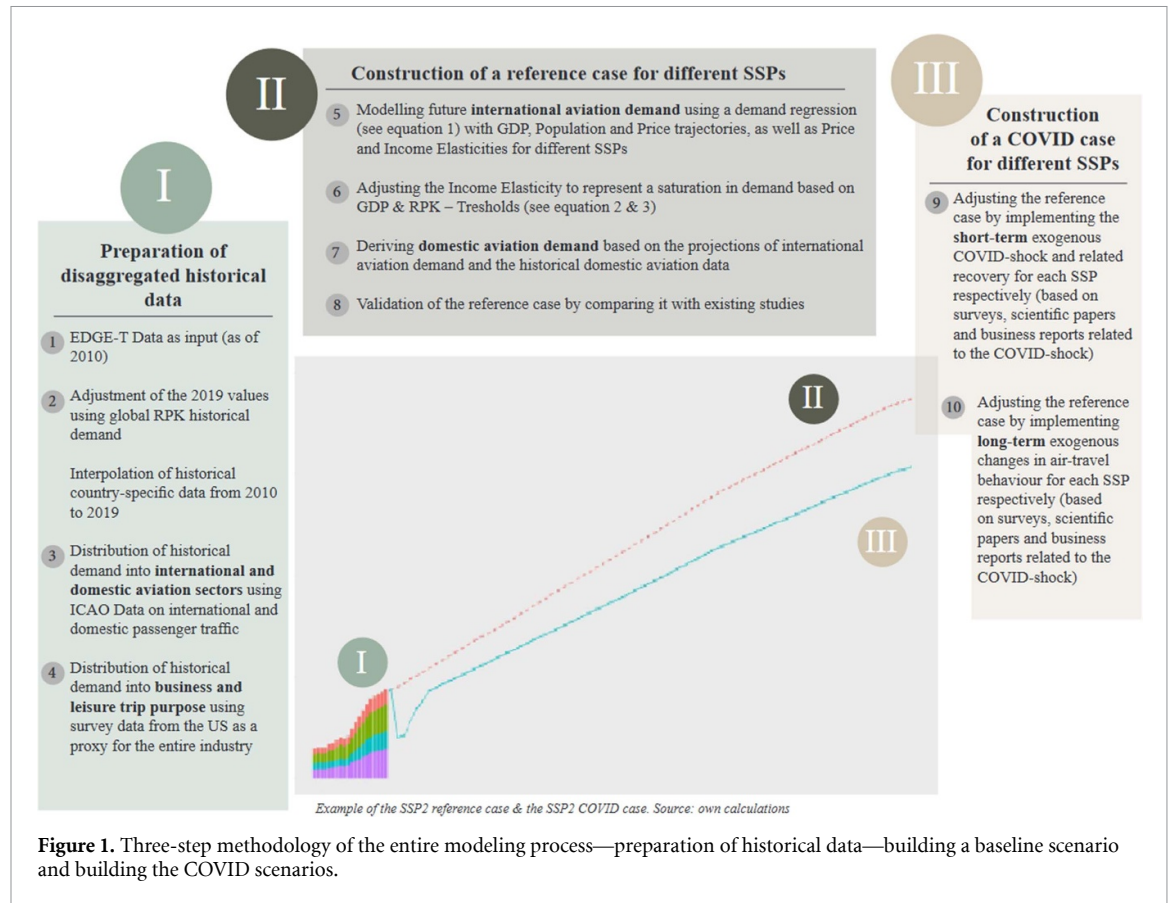 I
Preparation of
disaggregated historical
data
1 EDGE-T Data as input (as of
2010)
2 Adjustment of the 2019 values
using global RPK historical
demand
Interpolation of historical
country-specific data from 2010
to 2019
3 Distribution of historical
demand into international and
domestic aviation sectors using
ICAO Data on international and
domestic passenger traffic
4 Distribution of historical
demand into business and
leisure trip purpose using
survey data from the US as a
proxy for the entire industry
II
Construction of a reference case for different SSPs
5 Modelling future international aviation demand using a demand regression
(see equation 1) with GDP, Population and Price trajectories, as well as Price
and Income Elasticities for different SSPs
6 Adjusting the Income Elasticity to represent a saturation in demand based on
GDP & RPK – Tresholds (see equation 2 & 3)
7 Deriving domestic aviation demand based on the projections of international
aviation demand and the historical domestic aviation data
8 Validation of the reference case by comparing it with existing studies
III
Construction
of a COVID case
for different SSPs
9 Adjusting the reference
case by implementing the
short-term exogenous
COVID-shock and related
recovery for each SSP
respectively (based on
surveys, scientific papers
and business reports related
to the COVID-shock)
10 Adjusting the reference
case by implementing
long-term exogenous
changes in air-travel
behaviour for each SSP
respectively (based
on surveys, scientific
papers and business
reports related to the
COVID-shock)
II
III
I
Example of the SSP2 reference case & the SSP2 COVID case. Source: own calculations
Figure 1. Three-step methodology of the entire modeling process—preparation of historical data—building a baseline scenario
and building the COVID scenarios.